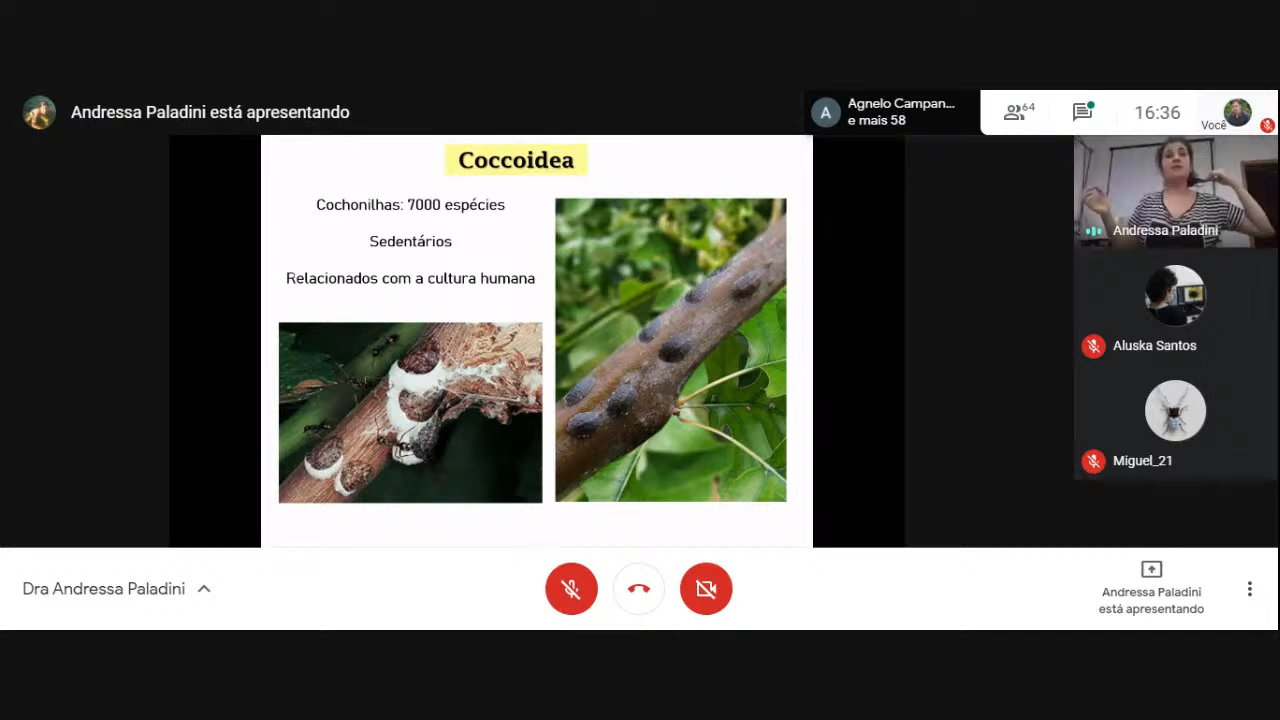 Andressa Paladini está apresentando
A
Agnelo Campan...
e mais 58
64
16:36
Você
Coccoidea
Cochonilhas: 7000 espécies
Sedentários
Relacionados com a cultura humana
Andressa Paladini
Aluska Santos
Miguel_21
Dra Andressa Paladini
Andressa Paladini
está apresentando